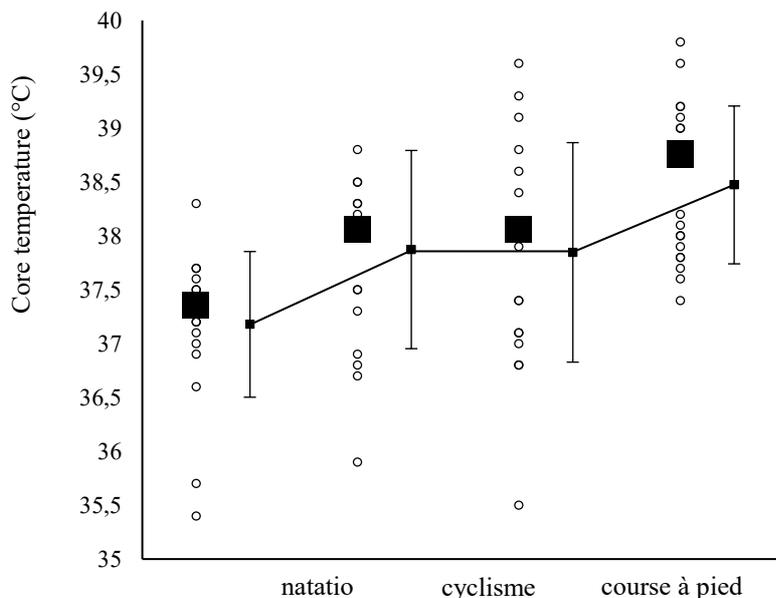 Core temperature (°C)
40
39,5
39
38,5
38
37,5
37
36,5
36
35,5
35
natatio
cyclisme
course à pied